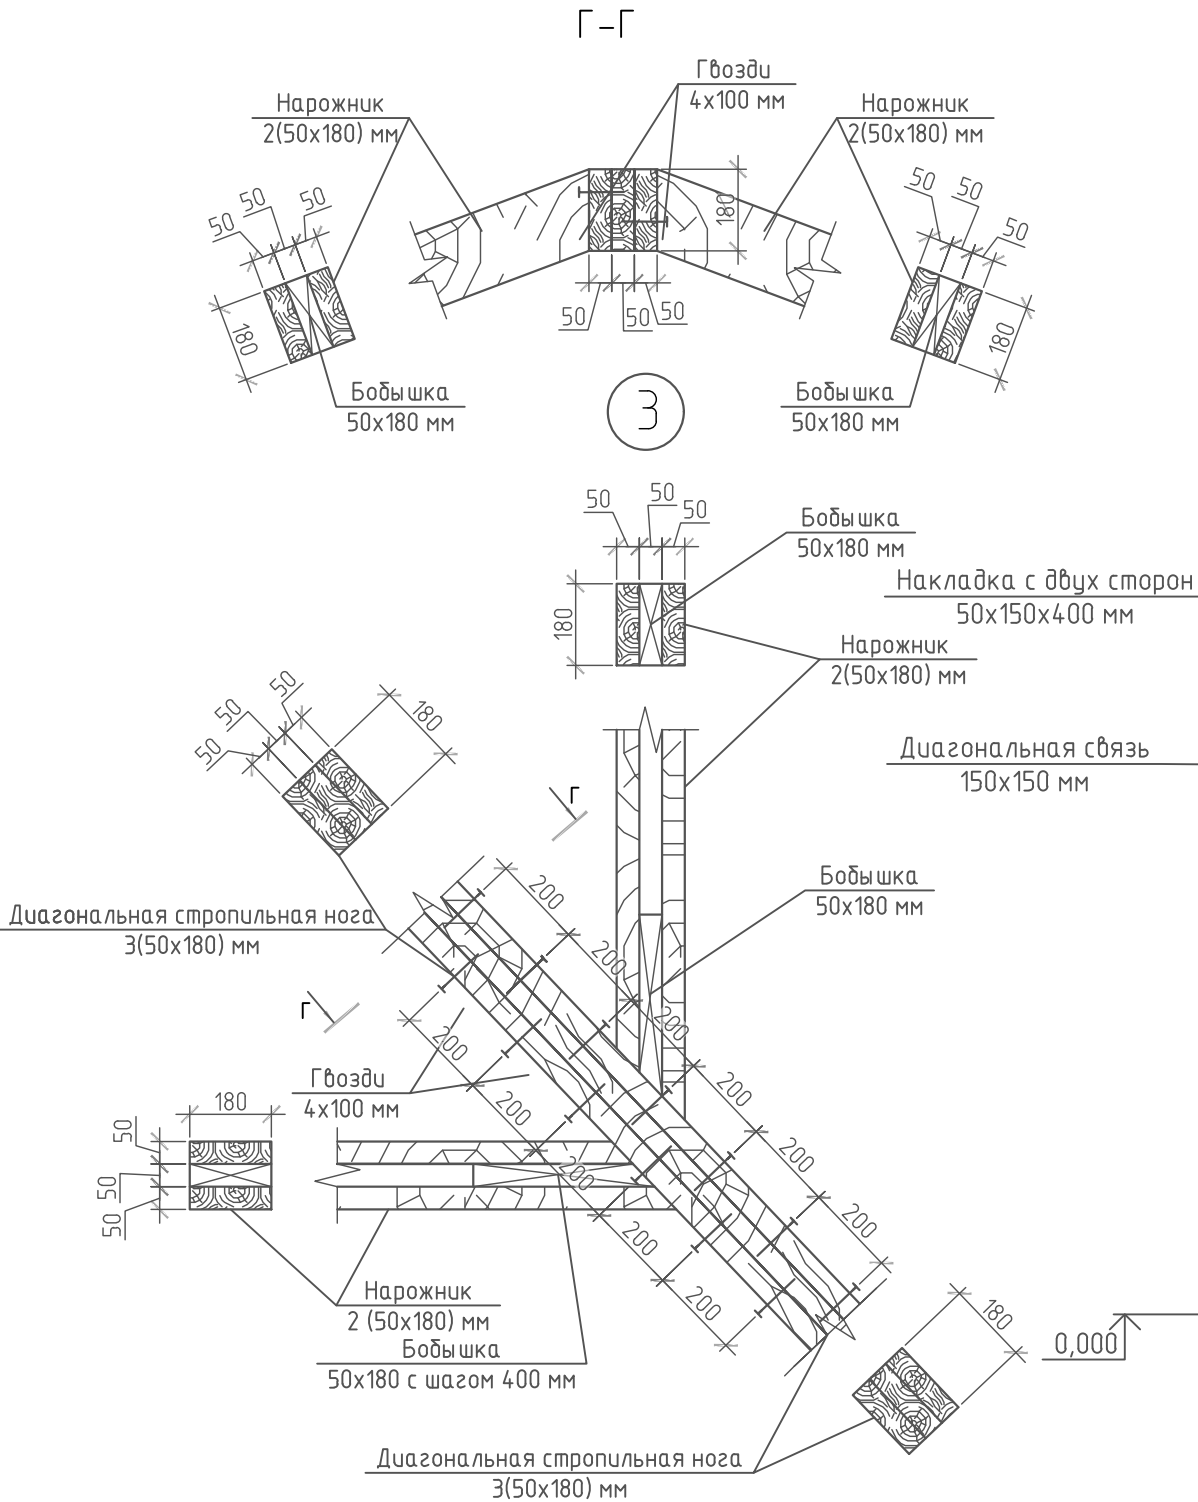 Г-Г
Гвозди
4х100 мм
Нарожник
2(50х180) мм
Нарожник
2(50х180) мм
50
50
50
180
50
50
50
180
50
50
50
180
Бобышка
50х180 мм
Бобышка
50х180 мм
3
50
50
50
180
Бобышка
50х180 мм
Накладка с двух сторон
50х150х400 мм
Нарожник
2(50х180) мм
50
50
50
180
Диагональная связь
150х150 мм
Г
Бобышка
50х180 мм
Диагональная стропильная нога
3(50х180) мм
200
200
200
200
200
200
Г
200
200
200
200
200
Гвозди
4х100 мм
180
50
50
50
Нарожник
2 (50х180) мм
Бобышка
50х180 с шагом 400 мм
180
0,000
Диагональная стропильная нога
3(50х180) мм